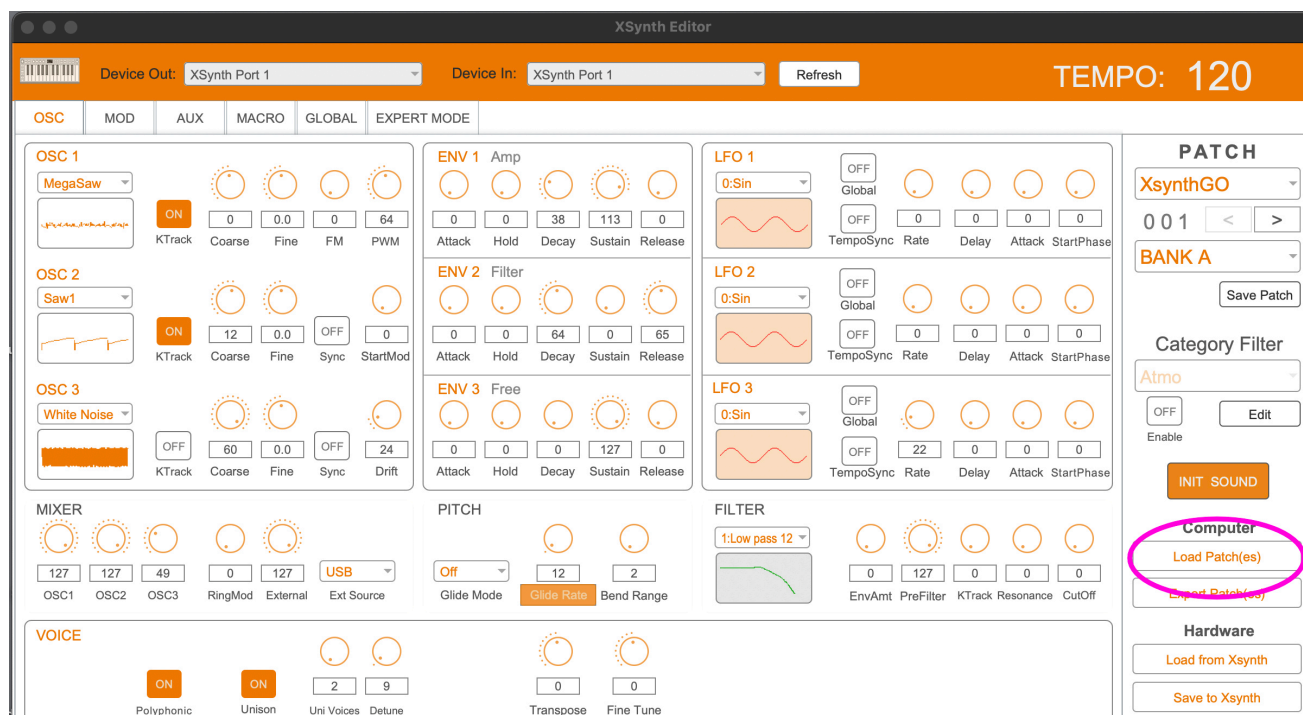 XSynth Editor
Device Out: XSynth Port 1 Device In: XSynth Port 1 Refresh TEMPO: 120
OSC MOD AUX MACRO GLOBAL EXPERT MODE
OSC 1
MegaSaw
ON
KTrack
0 0.0 0 64
Coarse Fine FM PWM
OSC 2
Saw1
ON
KTrack
12 0.0 OFF 0
Coarse Fine Sync StartMod
OSC 3
White Noise
OFF
KTrack
60 0.0 OFF 24
Coarse Fine Sync Drift
ENV 1 Amp
0 0 38 113 0
Attack Hold Decay Sustain Release
ENV 2 Filter
0 0 64 0 65
Attack Hold Decay Sustain Release
ENV 3 Free
0 0 0 127 0
Attack Hold Decay Sustain Release
LFO 1
0:Sin
OFF
Global
OFF
TempoSync
0 0 0 0
Rate Delay Attack StartPhase
LFO 2
0:Sin
OFF
Global
OFF
TempoSync
0 0 0 0
Rate Delay Attack StartPhase
LFO 3
0:Sin
OFF
Global
OFF
TempoSync
22 0 0 0
Rate Delay Attack StartPhase
MIXER
127 127 49 0 127 USB
OSC1 OSC2 OSC3 RingMod External Ext Source
PITCH
Off 12 2
Glide Mode Glide Rate Bend Range
FILTER
1:Low pass 12
0 127 0 0 0
EnvAmt PreFilter KTrack Resonance CutOff
VOICE
ON ON 2 9 0 0
Polyphonic Unison Uni Voices Detune Transpose Fine Tune
PATCH
XsynthGO
001 < >
BANK A
Save Patch
Category Filter
Atmo
OFF Edit
Enable
INIT SOUND
Computer
Load Patch(es)
Export Patch(es)
Hardware
Load from Xsynth
Save to Xsynth